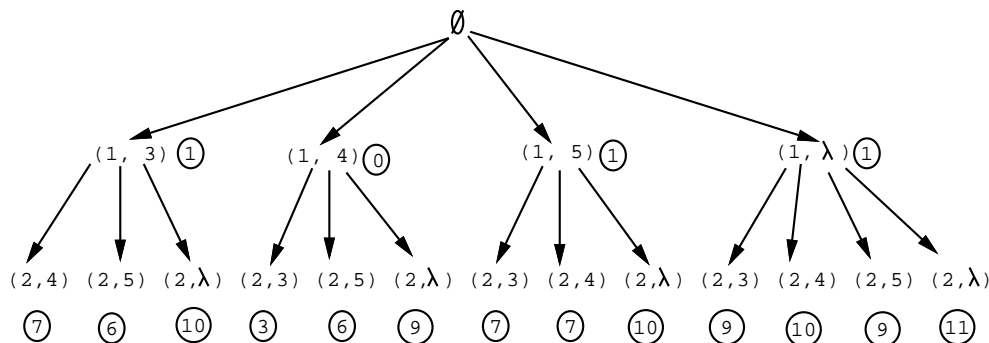 Ø
(1, 3) 1 (1, 4) 0 (1, 5) 1 (1, λ) 1
(2,4) (2,5) (2,λ) (2,3) (2,5) (2,λ) (2,3) (2,4) (2,λ) (2,3) (2,4) (2,5) (2,λ)
7 6 10 3 6 9 7 7 10 9 10 9 11